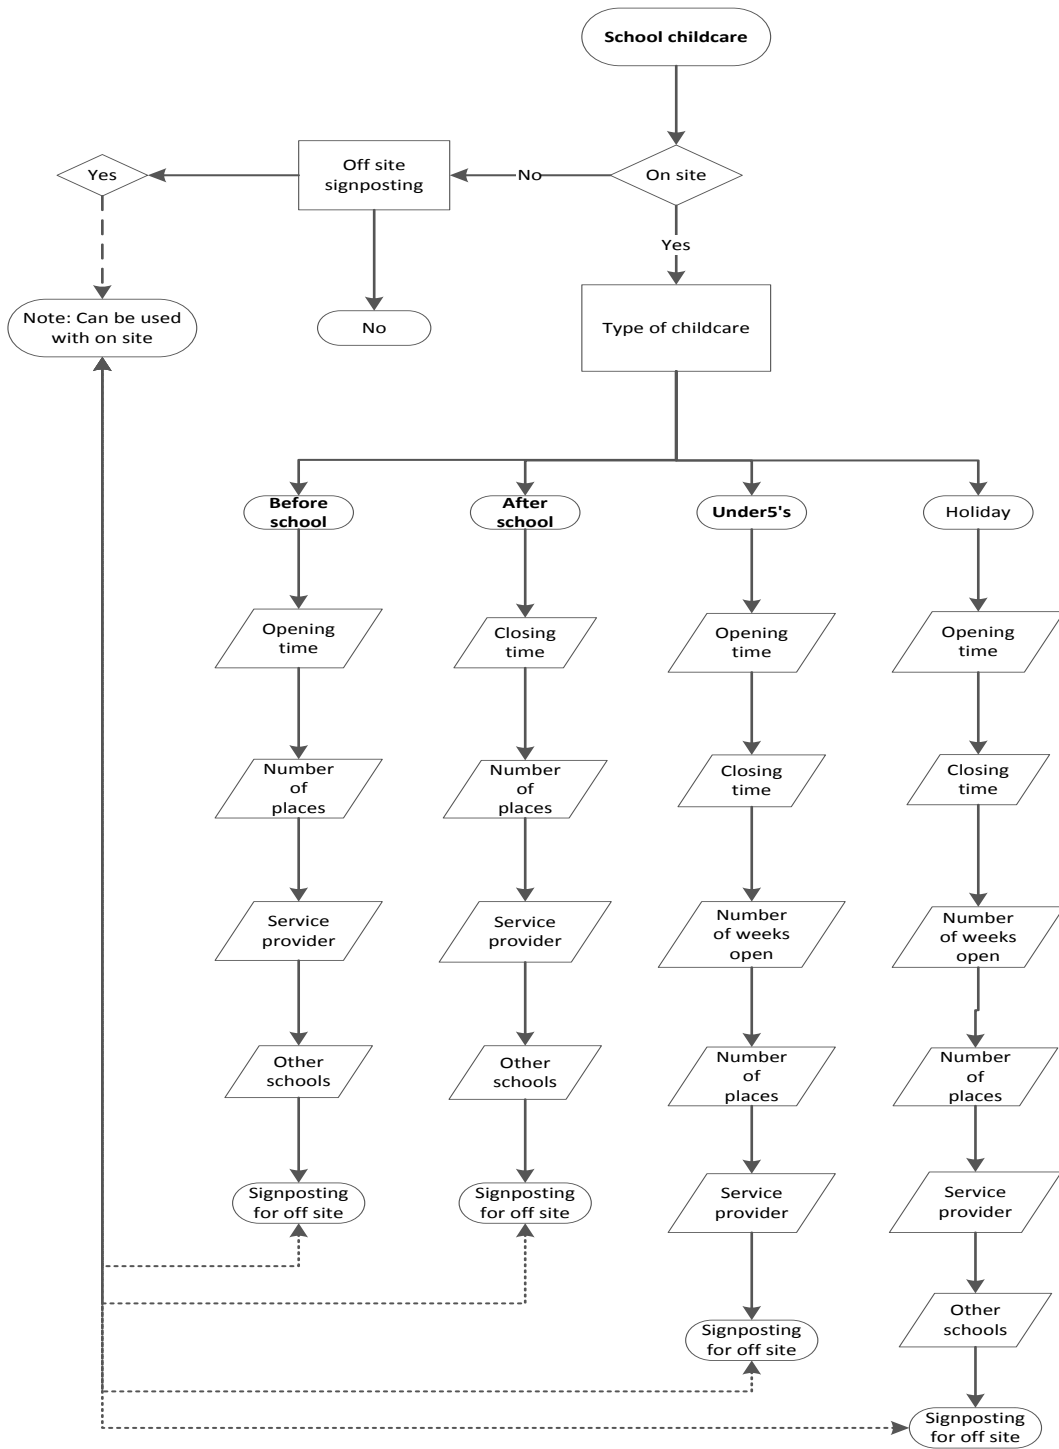 School childcare
Yes
Off site
signposting
No
On site
Yes
Note: Can be used
with on site
No
Type of childcare
Before
school
After
school
Under5's
Holiday
Opening
time
Closing
time
Opening
time
Opening
time
Number
of
places
Number
of
places
Closing
time
Closing
time
Service
provider
Service
provider
Number
of weeks
open
Number
of weeks
open
Other
schools
Other
schools
Number
of
places
Number
of
places
Signposting
for off site
Signposting
for off site
Service
provider
Service
provider
Signposting
for off site
Other
schools
Signposting
for off site